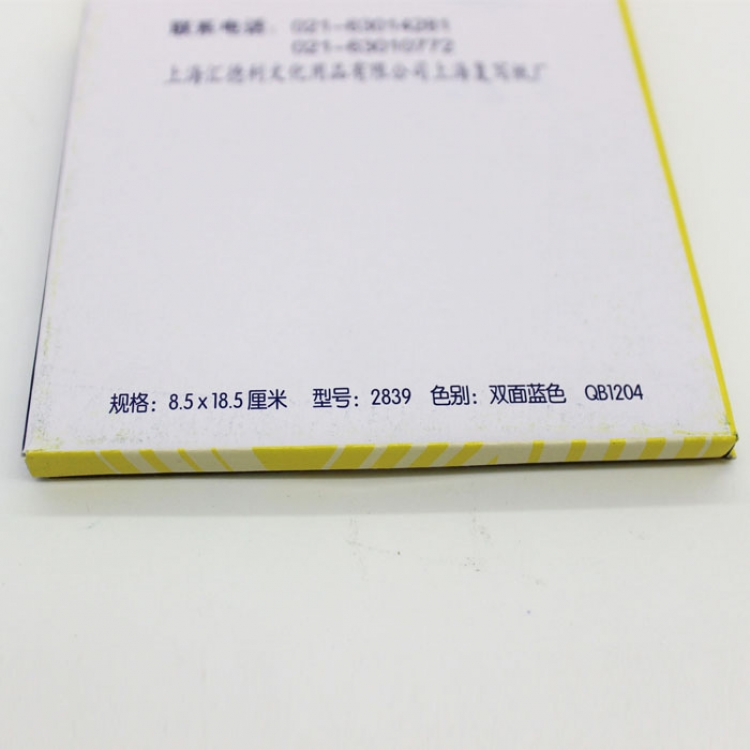 联系电话：021-63014281
021-63010772
上海汇德利文化用品有限公司上海复写纸厂
规格：8.5x18.5厘米 型号：2839 色别：双面蓝色 QB1204